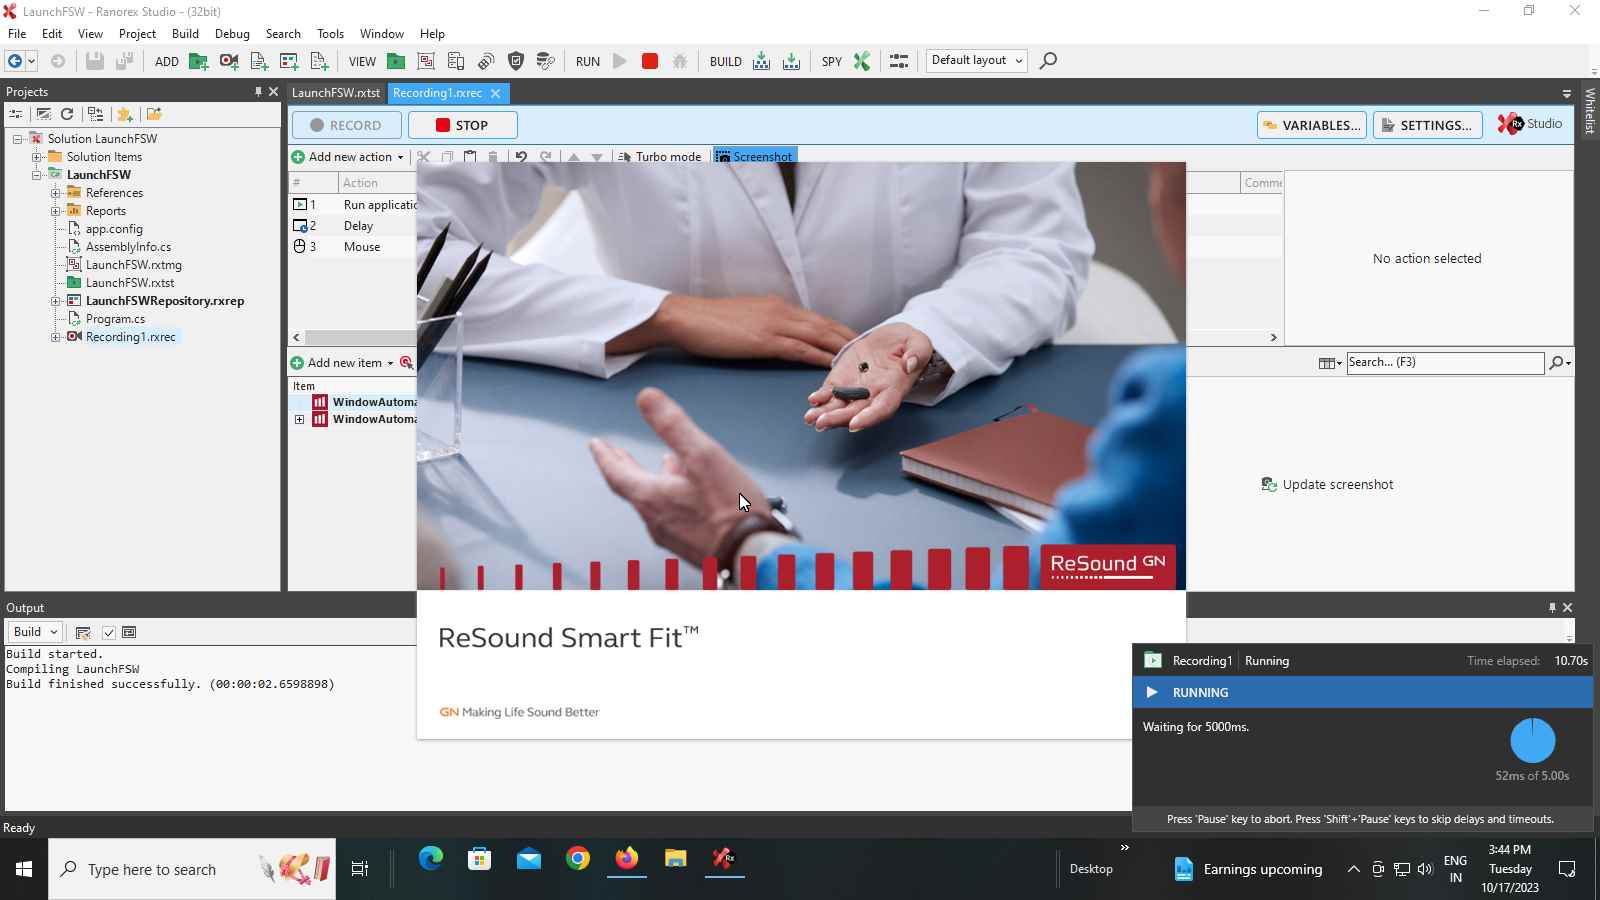 LaunchFSW - Ranorex Studio - (32bit)
File Edit View Project Build Debug Search Tools Window Help
ADD VIEW RUN BUILD SPY Default layout
Projects
LaunchFSW.rxtst Recording1.rxrec
Whitelist
RECORD STOP VARIABLES... SETTINGS... Rx Studio
Solution LaunchFSW
Solution Items
LaunchFSW
References
Reports
app.config
AssemblyInfo.cs
LaunchFSW.rxtmg
LaunchFSW.rxtst
LaunchFSWRepository.rxrep
Program.cs
Recording1.rxrec
Add new action Turbo mode Screenshot
# Action Comme
1 Run applicatio
2 Delay
3 Mouse
No action selected
Add new item Search... (F3)
Item
WindowAutoma
WindowAutoma
Update screenshot
ReSound GN
ReSound Smart Fit™
GN Making Life Sound Better
Output
Build
Build started.
Compiling LaunchFSW
Build finished successfully. (00:00:02.6598898)
Recording1 Running Time elapsed: 10.70s
RUNNING
Waiting for 5000ms.
52ms of 5.00s
Press 'Pause' key to abort. Press 'Shift'+'Pause' keys to skip delays and timeouts.
Ready
Type here to search
Rx
Desktop
Earnings upcoming
ENG
IN
3:44 PM
Tuesday
10/17/2023